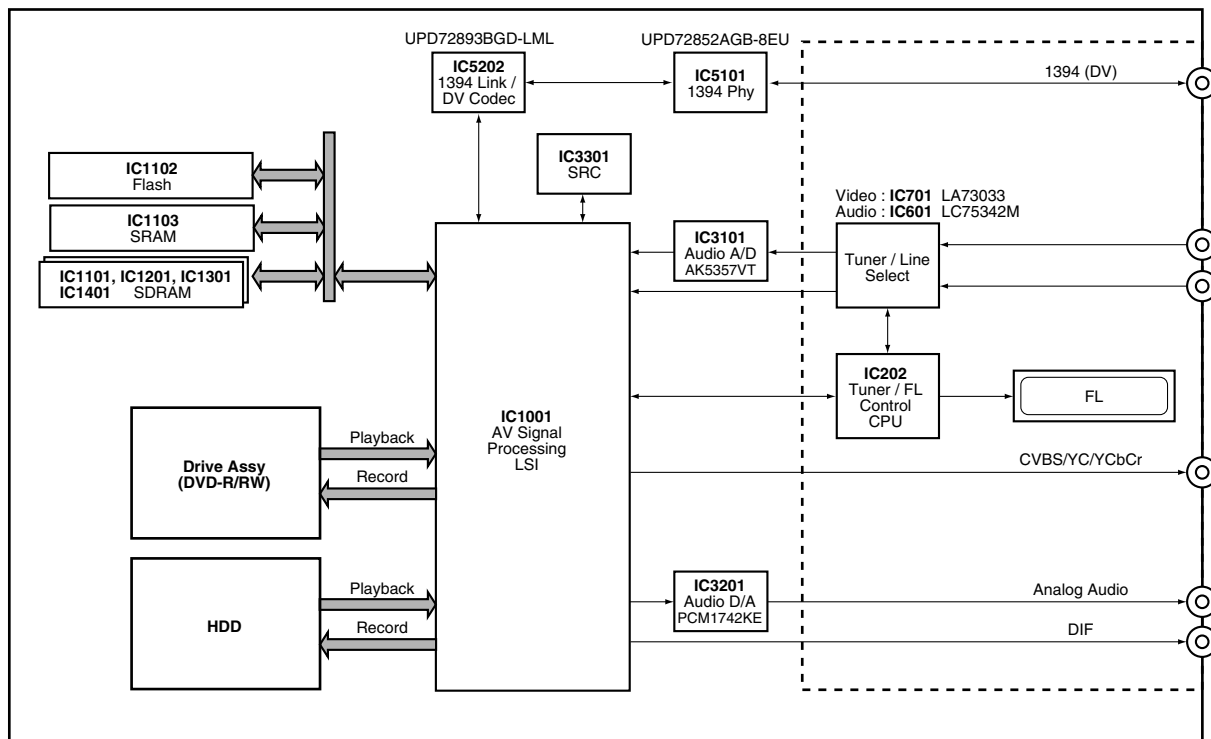 UPD72893BGD-LML
UPD72852AGB-8EU
IC5202
1394 Link /
DV Codec
IC5101
1394 Phy
1394 (DV)
IC1102
Flash
IC3301
SRC
IC1103
SRAM
Video : IC701 LA73033
Audio : IC601 LC75342M
IC3101
Audio A/D
AK5357VT
Tuner / Line
Select
IC1101, IC1201, IC1301
IC1401 SDRAM
IC202
Tuner / FL
Control
CPU
FL
IC1001
AV Signal
Processing
LSI
Drive Assy
(DVD-R/RW)
Playback
Record
CVBS/YC/YCbCr
HDD
Playback
Record
IC3201
Audio D/A
PCM1742KE
Analog Audio
DIF